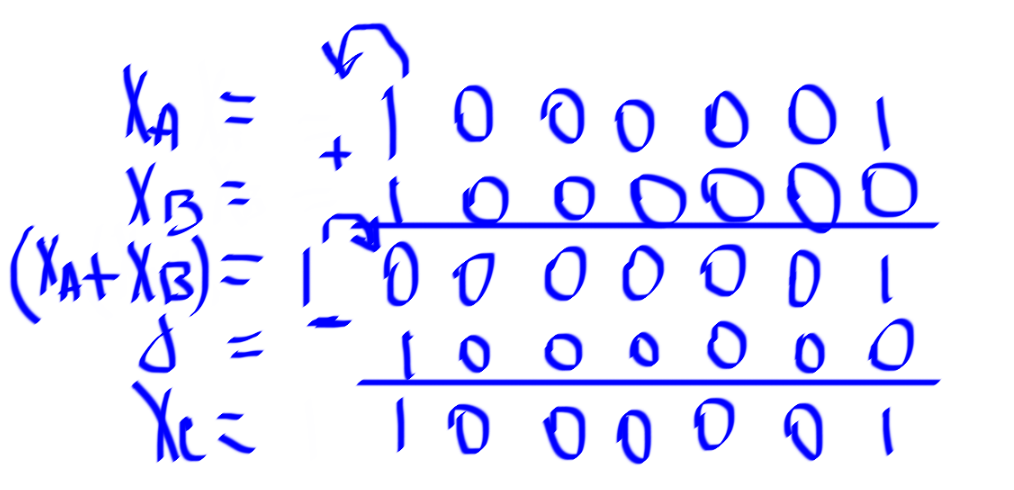 X_A = 1 0 0 0 0 0 1
+
X_B = 1 0 0 0 0 0 0
(X_A + X_B) = 1 0 0 0 0 0 0 1
-
d = 1 0 0 0 0 0 0
X_C = 1 0 0 0 0 0 1